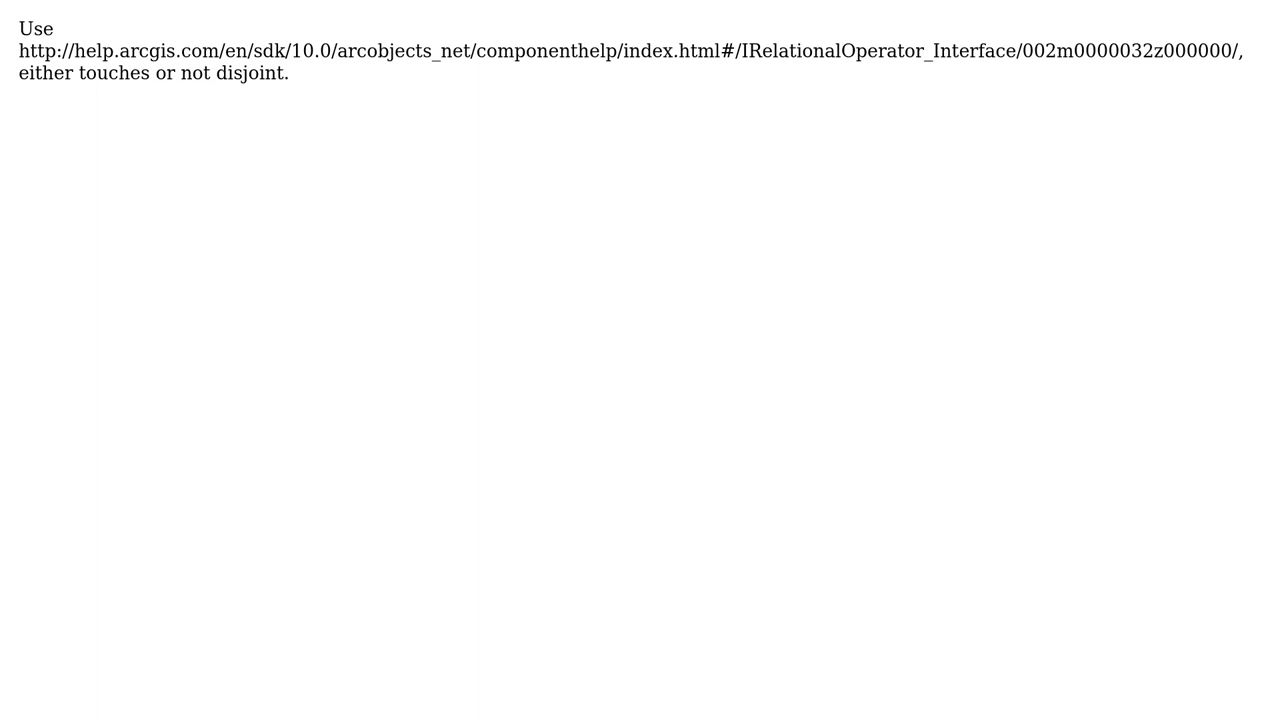 Use
http://help.arcgis.com/en/sdk/10.0/arcobjects_net/componenthelp/index.html#/IRelationalOperator_Interface/002m0000032z000000/,
either touches or not disjoint.